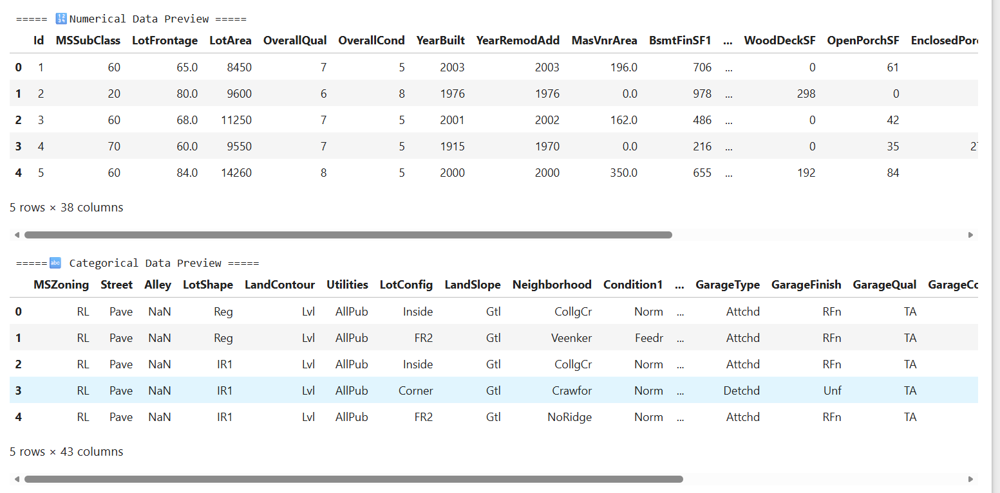 ===== 🔢Numerical Data Preview =====
Id MSSubClass LotFrontage LotArea OverallQual OverallCond YearBuilt YearRemodAdd MasVnrArea BsmtFinSF1 ... WoodDeckSF OpenPorchSF EnclosedPorc
0 1 60 65.0 8450 7 5 2003 2003 196.0 706 ... 0 61
1 2 20 80.0 9600 6 8 1976 1976 0.0 978 ... 298 0
2 3 60 68.0 11250 7 5 2001 2002 162.0 486 ... 0 42
3 4 70 60.0 9550 7 5 1915 1970 0.0 216 ... 0 35
4 5 60 84.0 14260 8 5 2000 2000 350.0 655 ... 192 84
5 rows × 38 columns
=====🔤 Categorical Data Preview =====
MSZoning Street Alley LotShape LandContour Utilities LotConfig LandSlope Neighborhood Condition1 ... GarageType GarageFinish GarageQual GarageCo
0 RL Pave NaN Reg Lvl AllPub Inside Gtl CollgCr Norm ... Attchd RFn TA
1 RL Pave NaN Reg Lvl AllPub FR2 Gtl Veenker Feedr ... Attchd RFn TA
2 RL Pave NaN IR1 Lvl AllPub Inside Gtl CollgCr Norm ... Attchd RFn TA
3 RL Pave NaN IR1 Lvl AllPub Corner Gtl Crawfor Norm ... Detchd Unf TA
4 RL Pave NaN IR1 Lvl AllPub FR2 Gtl NoRidge Norm ... Attchd RFn TA
5 rows × 43 columns